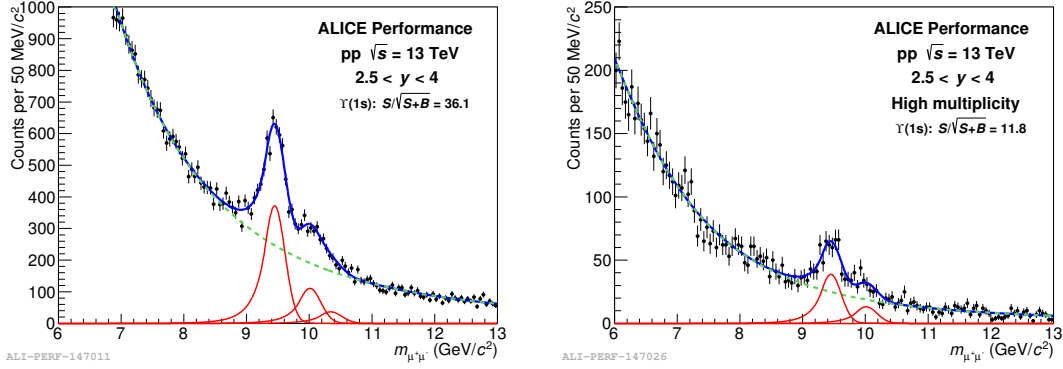 Counts per 50 MeV/c²
1000
900
800
700
600
500
400
300
200
100
0
ALICE Performance
pp √s = 13 TeV
2.5 < y < 4
ϒ(1s): S/√S+B = 36.1
6 7 8 9 10 11 12 13
m_μ⁺μ⁻ (GeV/c²)
ALI-PERF-147011
Counts per 50 MeV/c²
250
200
150
100
50
0
ALICE Performance
pp √s = 13 TeV
2.5 < y < 4
High multiplicity
ϒ(1s): S/√S+B = 11.8
6 7 8 9 10 11 12 13
m_μ⁺μ⁻ (GeV/c²)
ALI-PERF-147026